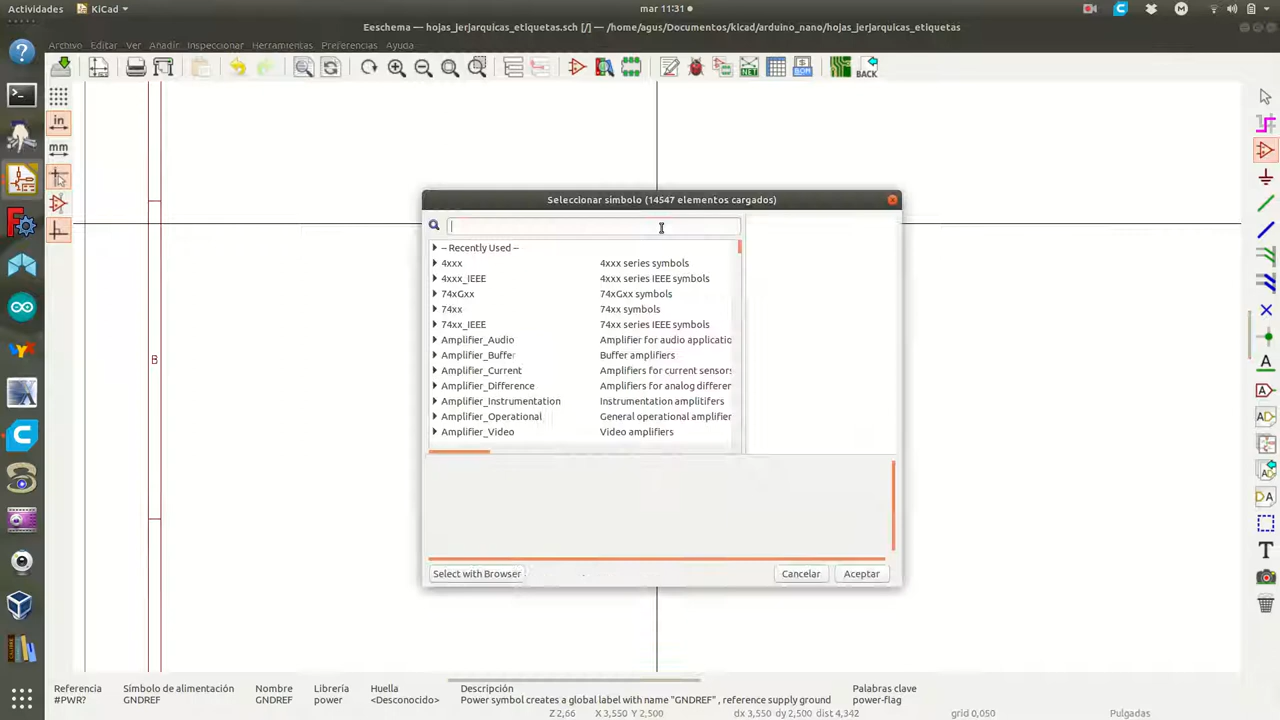 Actividades
KiCad
mar 11:31
Eeschema — hojas_jerjarquicas_etiquetas.sch [/] — /home/agus/Documentos/kicad/arduino_nano/hojas_jerjarquicas_etiquetas
Archivo Editar Ver Añadir Inspeccionar Herramientas Preferencias Ayuda
BACK
in
mm
B
Seleccionar símbolo (14547 elementos cargados)
-- Recently Used --
4xxx 4xxx series symbols
4xxx_IEEE 4xxx series IEEE symbols
74xGxx 74xGxx symbols
74xx 74xx symbols
74xx_IEEE 74xx series IEEE symbols
Amplifier_Audio Amplifier for audio applicatio
Amplifier_Buffer Buffer amplifiers
Amplifier_Current Amplifiers for current sensors
Amplifier_Difference Amplifiers for analog differen
Amplifier_Instrumentation Instrumentation amplitifers
Amplifier_Operational General operational amplifier
Amplifier_Video Video amplifiers
Select with Browser
Cancelar
Aceptar
Referencia Símbolo de alimentación Nombre Librería Huella Descripción Palabras clave
#PWR? GNDREF GNDREF power <Desconocido> Power symbol creates a global label with name "GNDREF" , reference supply ground power-flag
Z 2,66 X 3,550 Y 2,500 dx 3,550 dy 2,500 dist 4,342 grid 0,050 Pulgadas